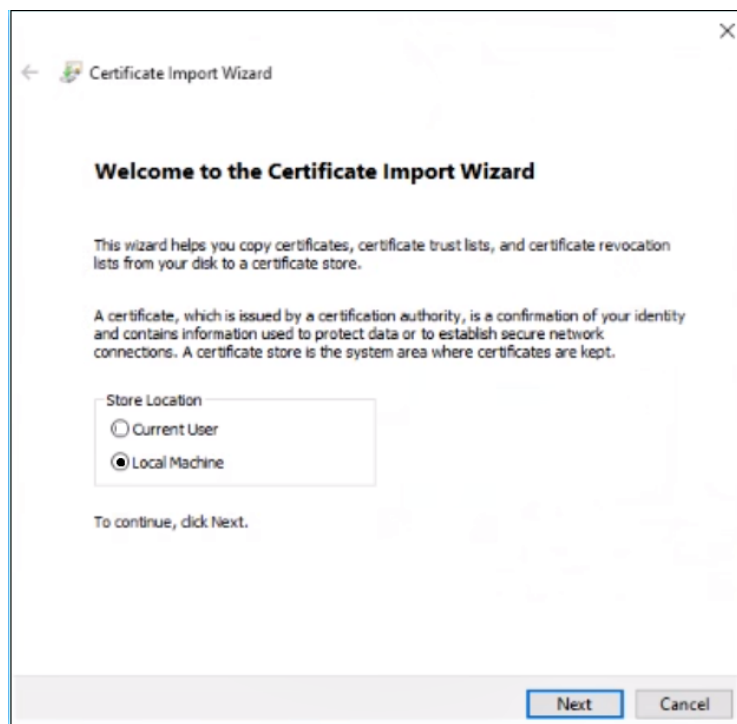 Certificate Import Wizard
Welcome to the Certificate Import Wizard
This wizard helps you copy certificates, certificate trust lists, and certificate revocation
lists from your disk to a certificate store.
A certificate, which is issued by a certification authority, is a confirmation of your identity
and contains information used to protect data or to establish secure network
connections. A certificate store is the system area where certificates are kept.
Store Location
Current User
Local Machine
To continue, click Next.
Next
Cancel